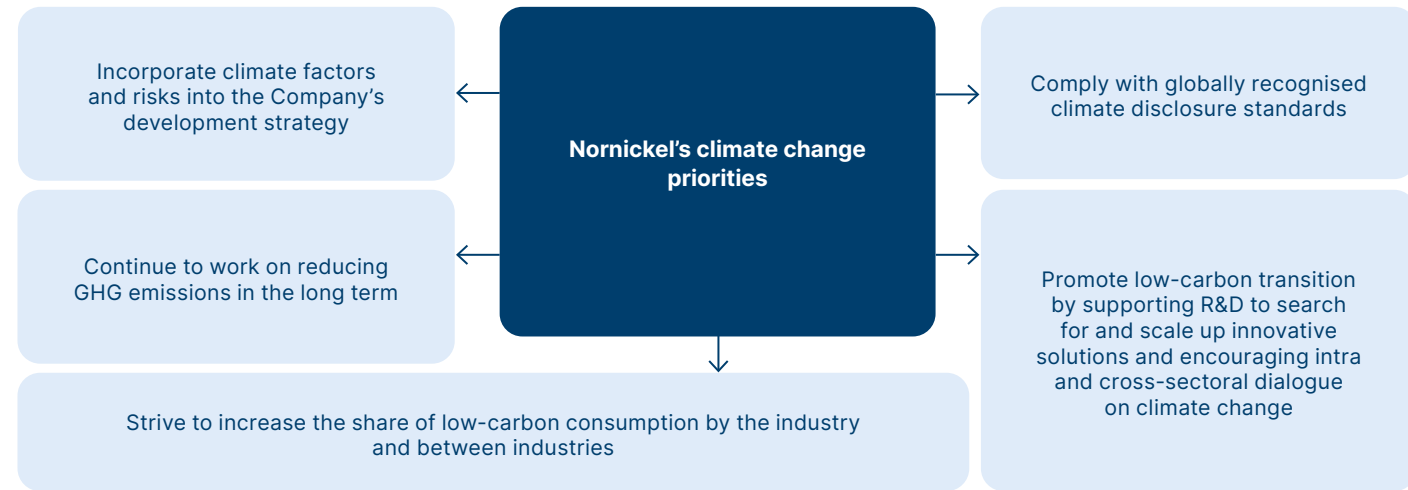 Incorporate climate factors
and risks into the Company’s
development strategy
Nornickel’s climate change
priorities
Comply with globally recognised
climate disclosure standards
Continue to work on reducing
GHG emissions in the long term
Promote low-carbon transition
by supporting R&D to search
for and scale up innovative
solutions and encouraging intra
and cross-sectoral dialogue
on climate change
Strive to increase the share of low-carbon consumption by the industry
and between industries